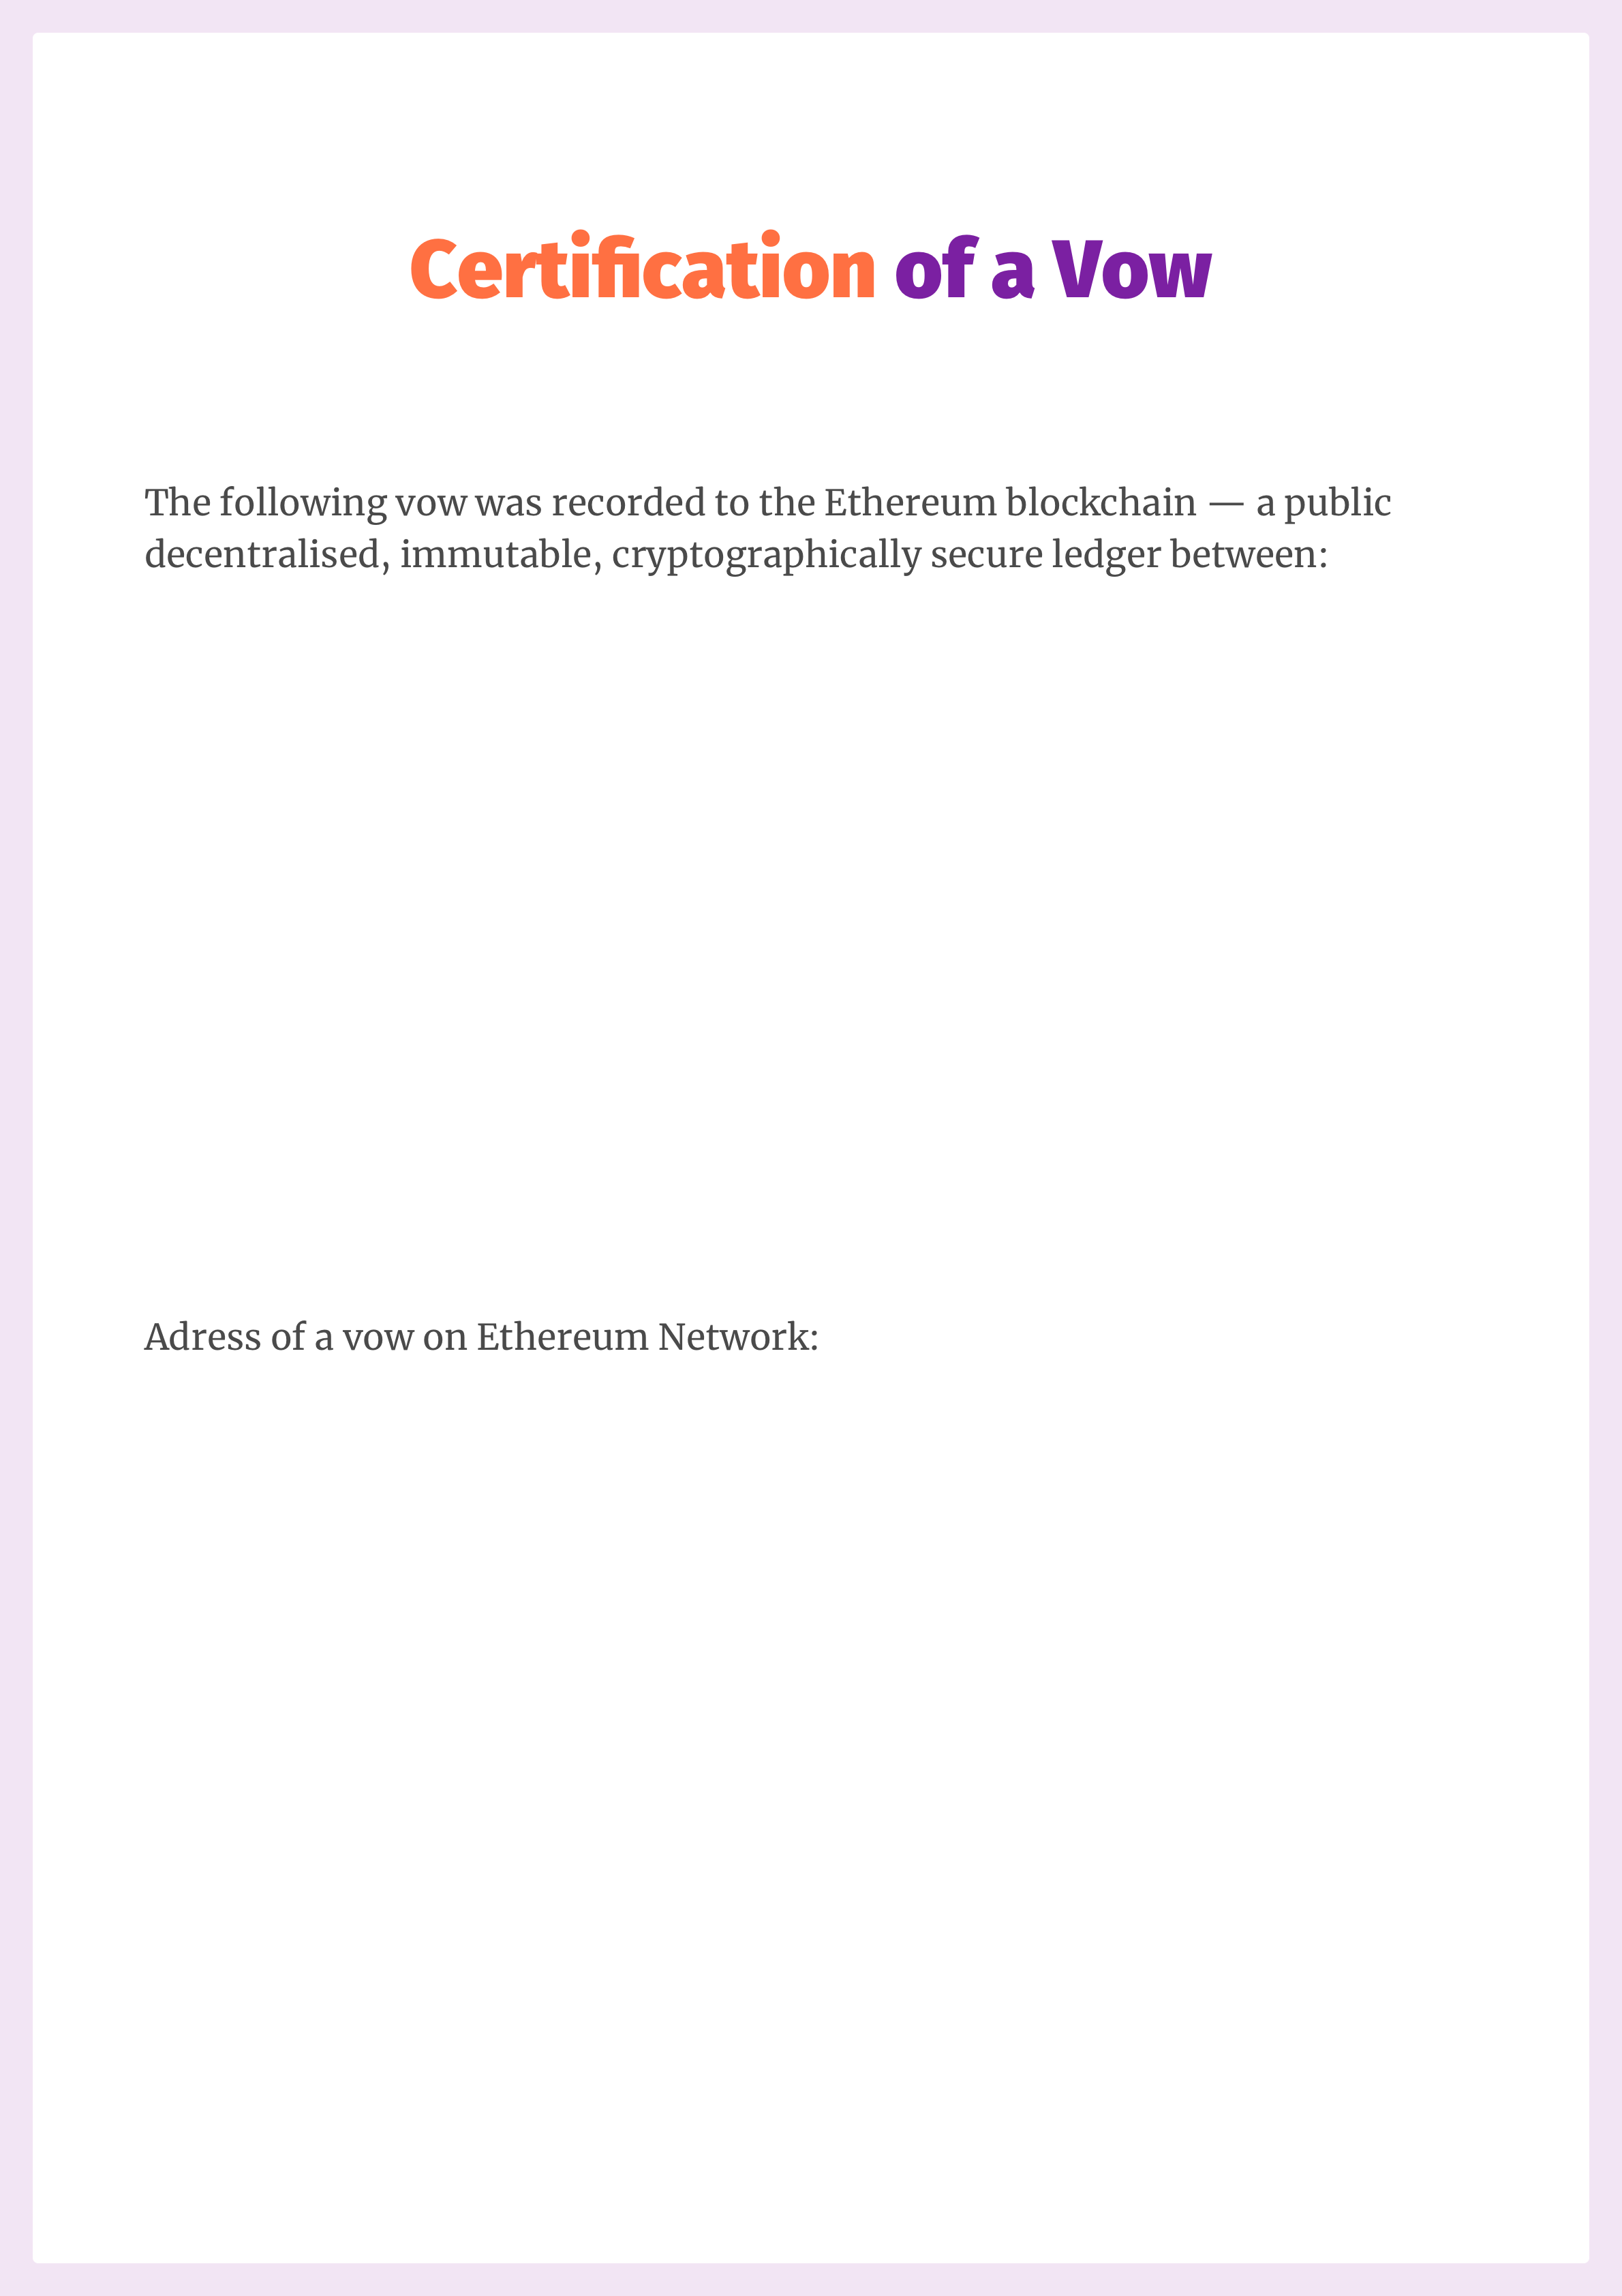 Certification of a Vow
The following vow was recorded to the Ethereum blockchain — a public
decentralised, immutable, cryptographically secure ledger between:
Adress of a vow on Ethereum Network: